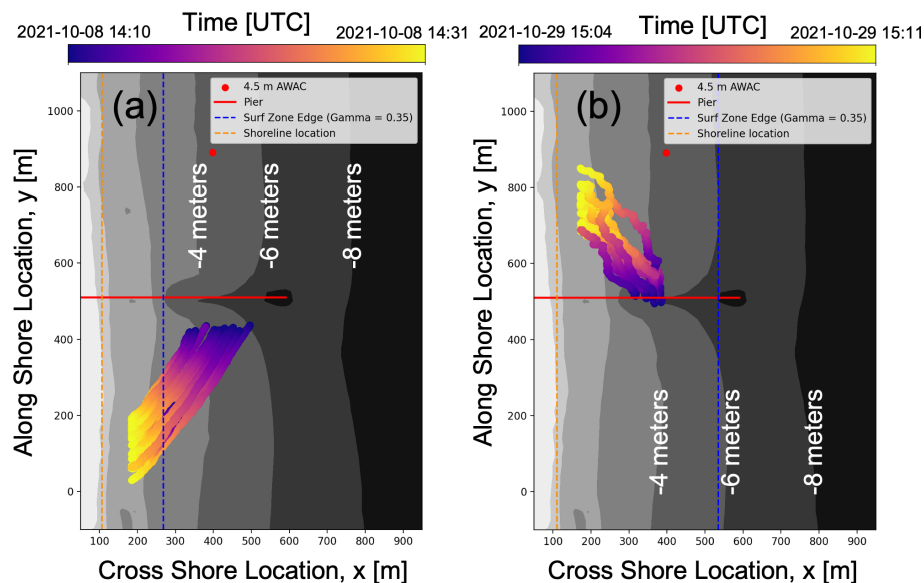 Time [UTC]
2021-10-08 14:10
2021-10-08 14:31
(a)
4.5 m AWAC
Pier
Surf Zone Edge (Gamma = 0.35)
Shoreline location
-4 meters
-6 meters
-8 meters
Along Shore Location, y [m]
1000
800
600
400
200
0
100 200 300 400 500 600 700 800 900
Cross Shore Location, x [m]
Time [UTC]
2021-10-29 15:04
2021-10-29 15:11
(b)
4.5 m AWAC
Pier
Surf Zone Edge (Gamma = 0.35)
Shoreline location
-4 meters
-6 meters
-8 meters
Along Shore Location, y [m]
1000
800
600
400
200
0
100 200 300 400 500 600 700 800 900
Cross Shore Location, x [m]